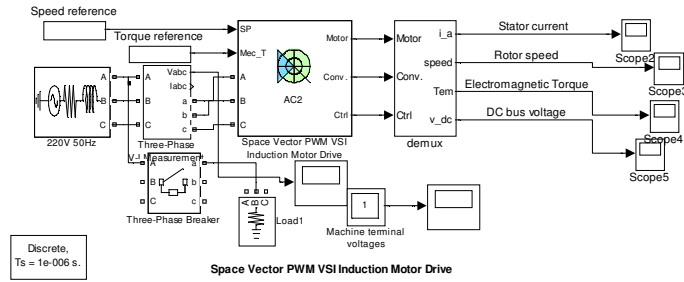 Speed reference
Torque reference
SP
Mec_T
Motor
Conv.
Ctrl
AC2
Space Vector PWM VSI
Induction Motor Drive
Motor
Conv.
Ctrl
i_a
speed
Tem
v_dc
demux
Stator current
Rotor speed
Electromagnetic Torque
DC bus voltage
Scope2
Scope3
Scope4
Scope5
A
B
C
220V 50Hz
A
B
C
Vabc
Iabc
a
b
c
Three-Phase
V-I Measurement
A
B
C
A
B
C
a
b
c
Three-Phase Breaker
A B C
Load1
1
Machine terminal
voltages
Discrete,
Ts = 1e-006 s.
Space Vector PWM VSI Induction Motor Drive